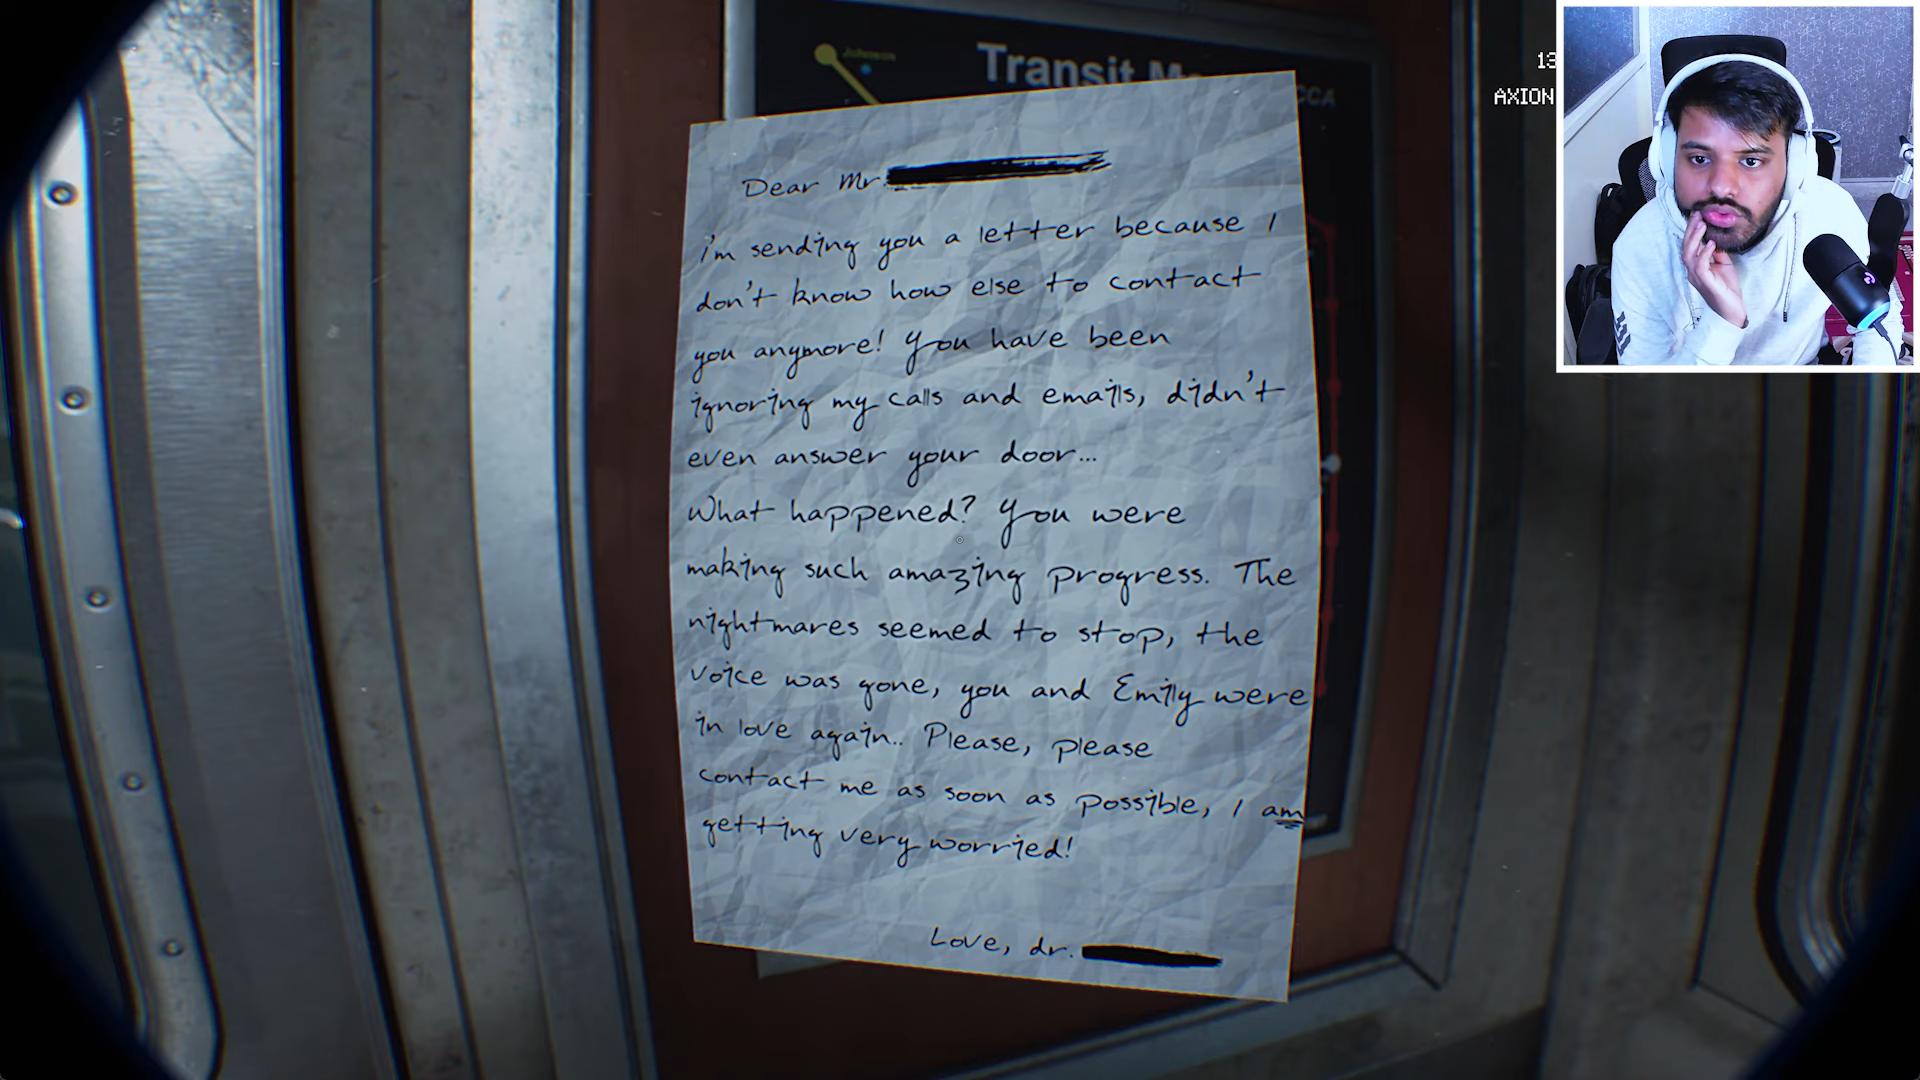 Johnson
Transit
CCA
13
AXION
Dear Mr.
i'm sending you a letter because I
don't know how else to contact
you anymore! You have been
ignoring my calls and emails, didn't
even answer your door...
What happened? You were
making such amazing progress. The
nightmares seemed to stop, the
voice was gone, you and Emily were
in love again.. Please, please
contact me as soon as possible, I am
getting very worried!
Love, dr.